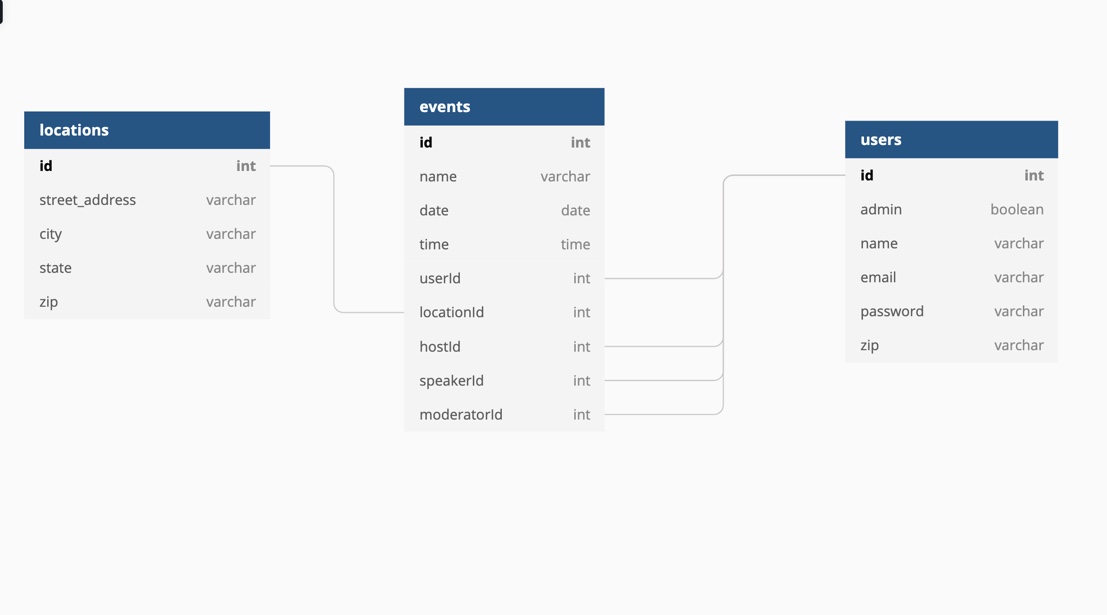 locations
id int
street_address varchar
city varchar
state varchar
zip varchar
events
id int
name varchar
date date
time time
userId int
locationId int
hostId int
speakerId int
moderatorId int
users
id int
admin boolean
name varchar
email varchar
password varchar
zip varchar